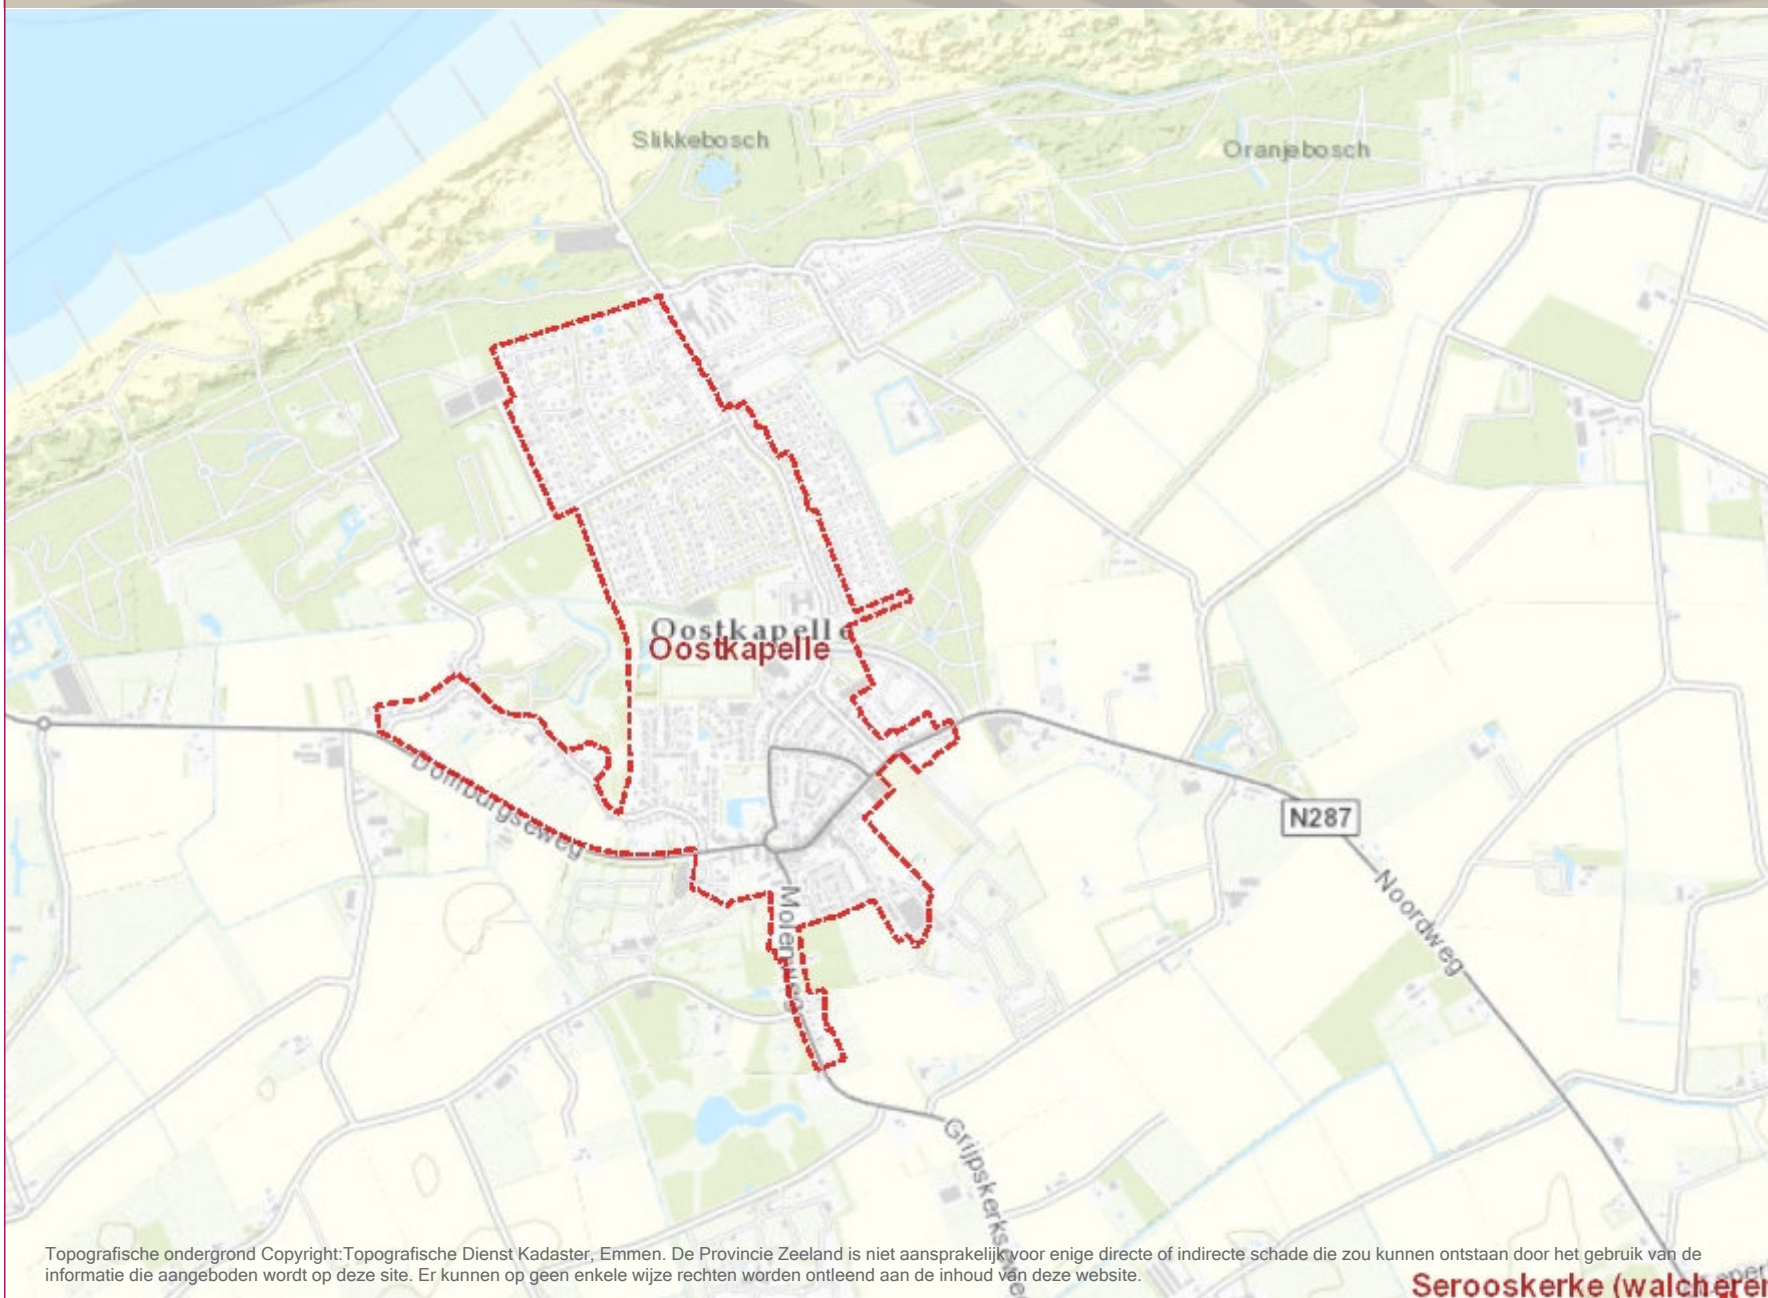 Slikkebosch
Oranjebosch
Oostkapelle
Oostkapelle
N287
Domburgseweg
Molenweg
Noordweg
Topografische ondergrond Copyright:Topografische Dienst Kadaster, Emmen. De Provincie Zeeland is niet aansprakelijk voor enige directe of indirecte schade die zou kunnen ontstaan door het gebruik van de
informatie die aangeboden wordt op deze site. Er kunnen op geen enkele wijze rechten worden ontleend aan de inhoud van deze website.
Serooskerke (walcheren